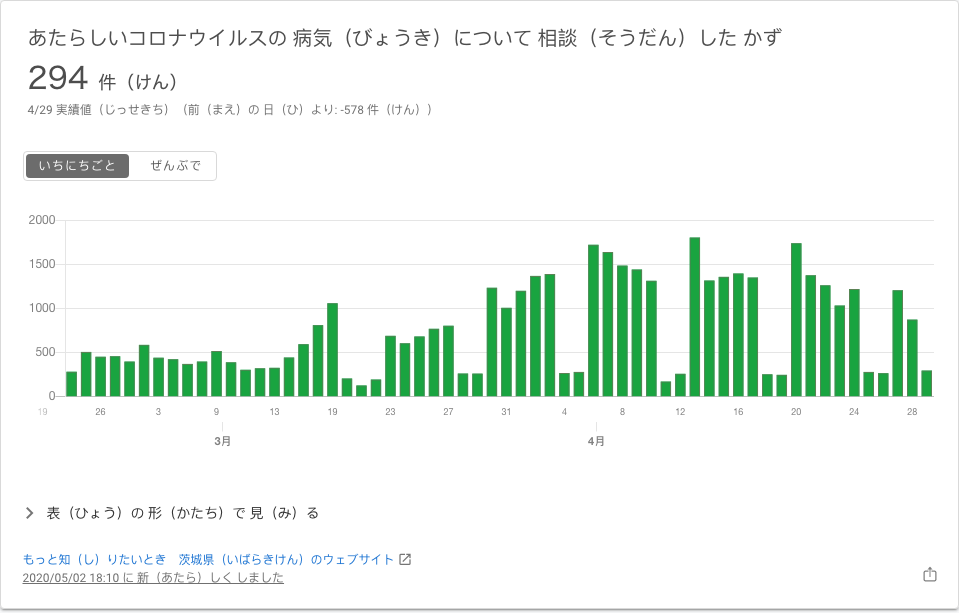 あたらしいコロナウイルスの 病気（びょうき）について 相談（そうだん）した かず
294 件（けん）
4/29 実績値（じっせきち）（前（まえ）の 日（ひ）より: -578 件（けん））
いちにちごと ぜんぶで
2000
1500
1000
500
0
19 26 3 9 13 19 23 27 31 4 8 12 16 20 24 28
3月 4月
表（ひょう）の 形（かたち）で 見（み）る
もっと知（し）りたいとき　茨城県（いばらきけん）のウェブサイト
2020/05/02 18:10 に 新（あたら）しく しました